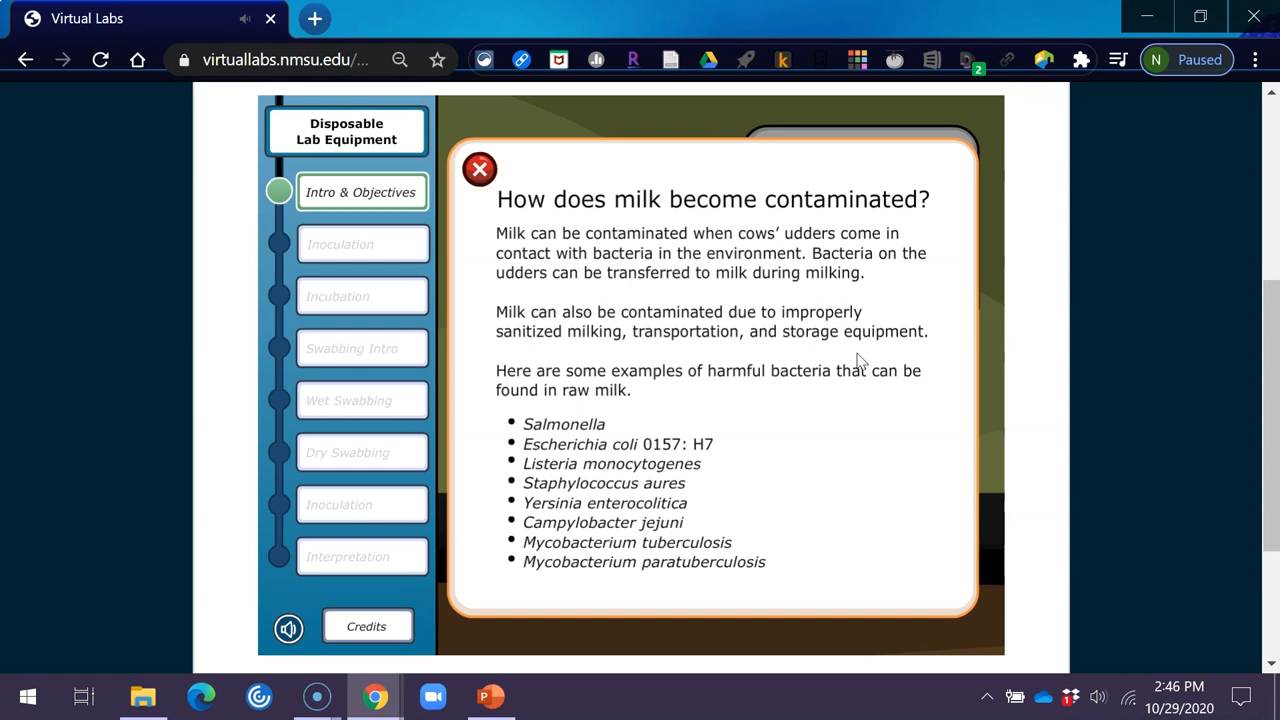 Virtual Labs
virtuallabs.nmsu.edu/...
2
N Paused
Disposable
Lab Equipment
Intro & Objectives
Inoculation
Incubation
Swabbing Intro
Wet Swabbing
Dry Swabbing
Inoculation
Interpretation
Credits
How does milk become contaminated?
Milk can be contaminated when cows’ udders come in
contact with bacteria in the environment. Bacteria on the
udders can be transferred to milk during milking.
Milk can also be contaminated due to improperly
sanitized milking, transportation, and storage equipment.
Here are some examples of harmful bacteria that can be
found in raw milk.
• Salmonella
• Escherichia coli 0157: H7
• Listeria monocytogenes
• Staphylococcus aures
• Yersinia enterocolitica
• Campylobacter jejuni
• Mycobacterium tuberculosis
• Mycobacterium paratuberculosis
2:46 PM
10/29/2020